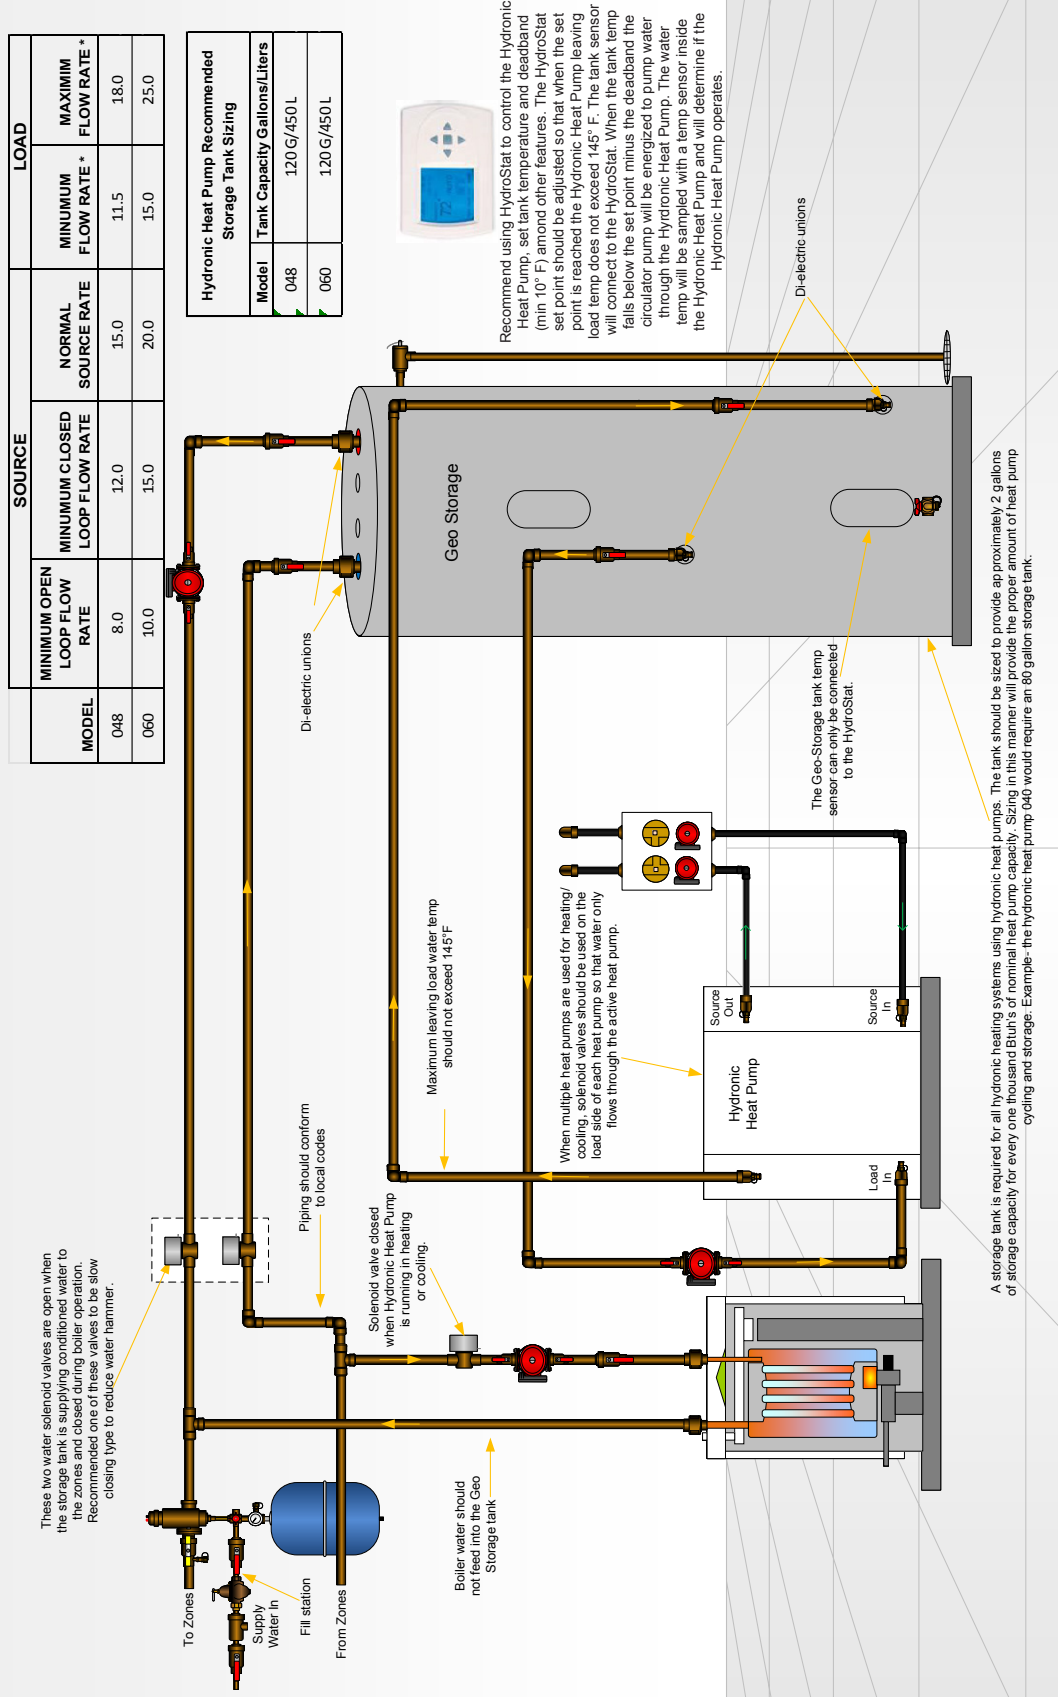 SOURCE
LOAD
MODEL
MINIMUM OPEN
LOOP FLOW
RATE
MINUMUM CLOSED
LOOP FLOW RATE
NORMAL
SOURCE RATE
MINUMUM
FLOW RATE *
MAXIMIM
FLOW RATE *
048 8.0 12.0 15.0 11.5 18.0
060 10.0 15.0 20.0 15.0 25.0
Hydronic Heat Pump Recommended
Storage Tank Sizing
Model Tank Capacity Gallons/Liters
048 120 G/450 L
060 120 G/450 L
These two water solenoid valves are open when
the storage tank is supplying conditioned water to
the zones and closed during boiler operation.
Recommended one of these valves to be slow
closing type to reduce water hammer.
To Zones
Supply
Water In
Fill station
From Zones
Piping should conform
to local codes
Di-electric unions
Solenoid valve closed
when Hydronic Heat Pump
is running in heating
or cooling.
Maximum leaving load water temp
should not exceed 145°F
Geo Storage
72
Recommend using HydroStat to control the Hydronic
Heat Pump, set tank temperature and deadband
(min 10° F) amond other features. The HydroStat
set point should be adjusted so that when the set
point is reached the Hydronic Heat Pump leaving
load temp does not exceed 145° F. The tank sensor
will connect to the HydroStat. When the tank temp
falls below the set point minus the deadband the
circulator pump will be energized to pump water
through the Hydronic Heat Pump. The water
temp will be sampled with a temp sensor inside
the Hydronic Heat Pump and will determine if the
Hydronic Heat Pump operates.
Boiler water should
not feed into the Geo
Storage tank
When multiple heat pumps are used for heating/
cooling, solenoid valves should be used on the
load side of each heat pump so that water only
flows through the active heat pump.
Source
Out
Hydronic
Heat Pump
Di-electric unions
The Geo-Storage tank temp
sensor can only be connected
to the HydroStat.
Load
In
Source
In
A storage tank is required for all hydronic heating systems using hydronic heat pumps. The tank should be sized to provide approximately 2 gallons
of storage capacity for every one thousand Btuh's of nominal heat pump capacity. Sizing in this manner will provide the proper amount of heat pump
cycling and storage. Example- the hydronic heat pump 040 would require an 80 gallon storage tank.